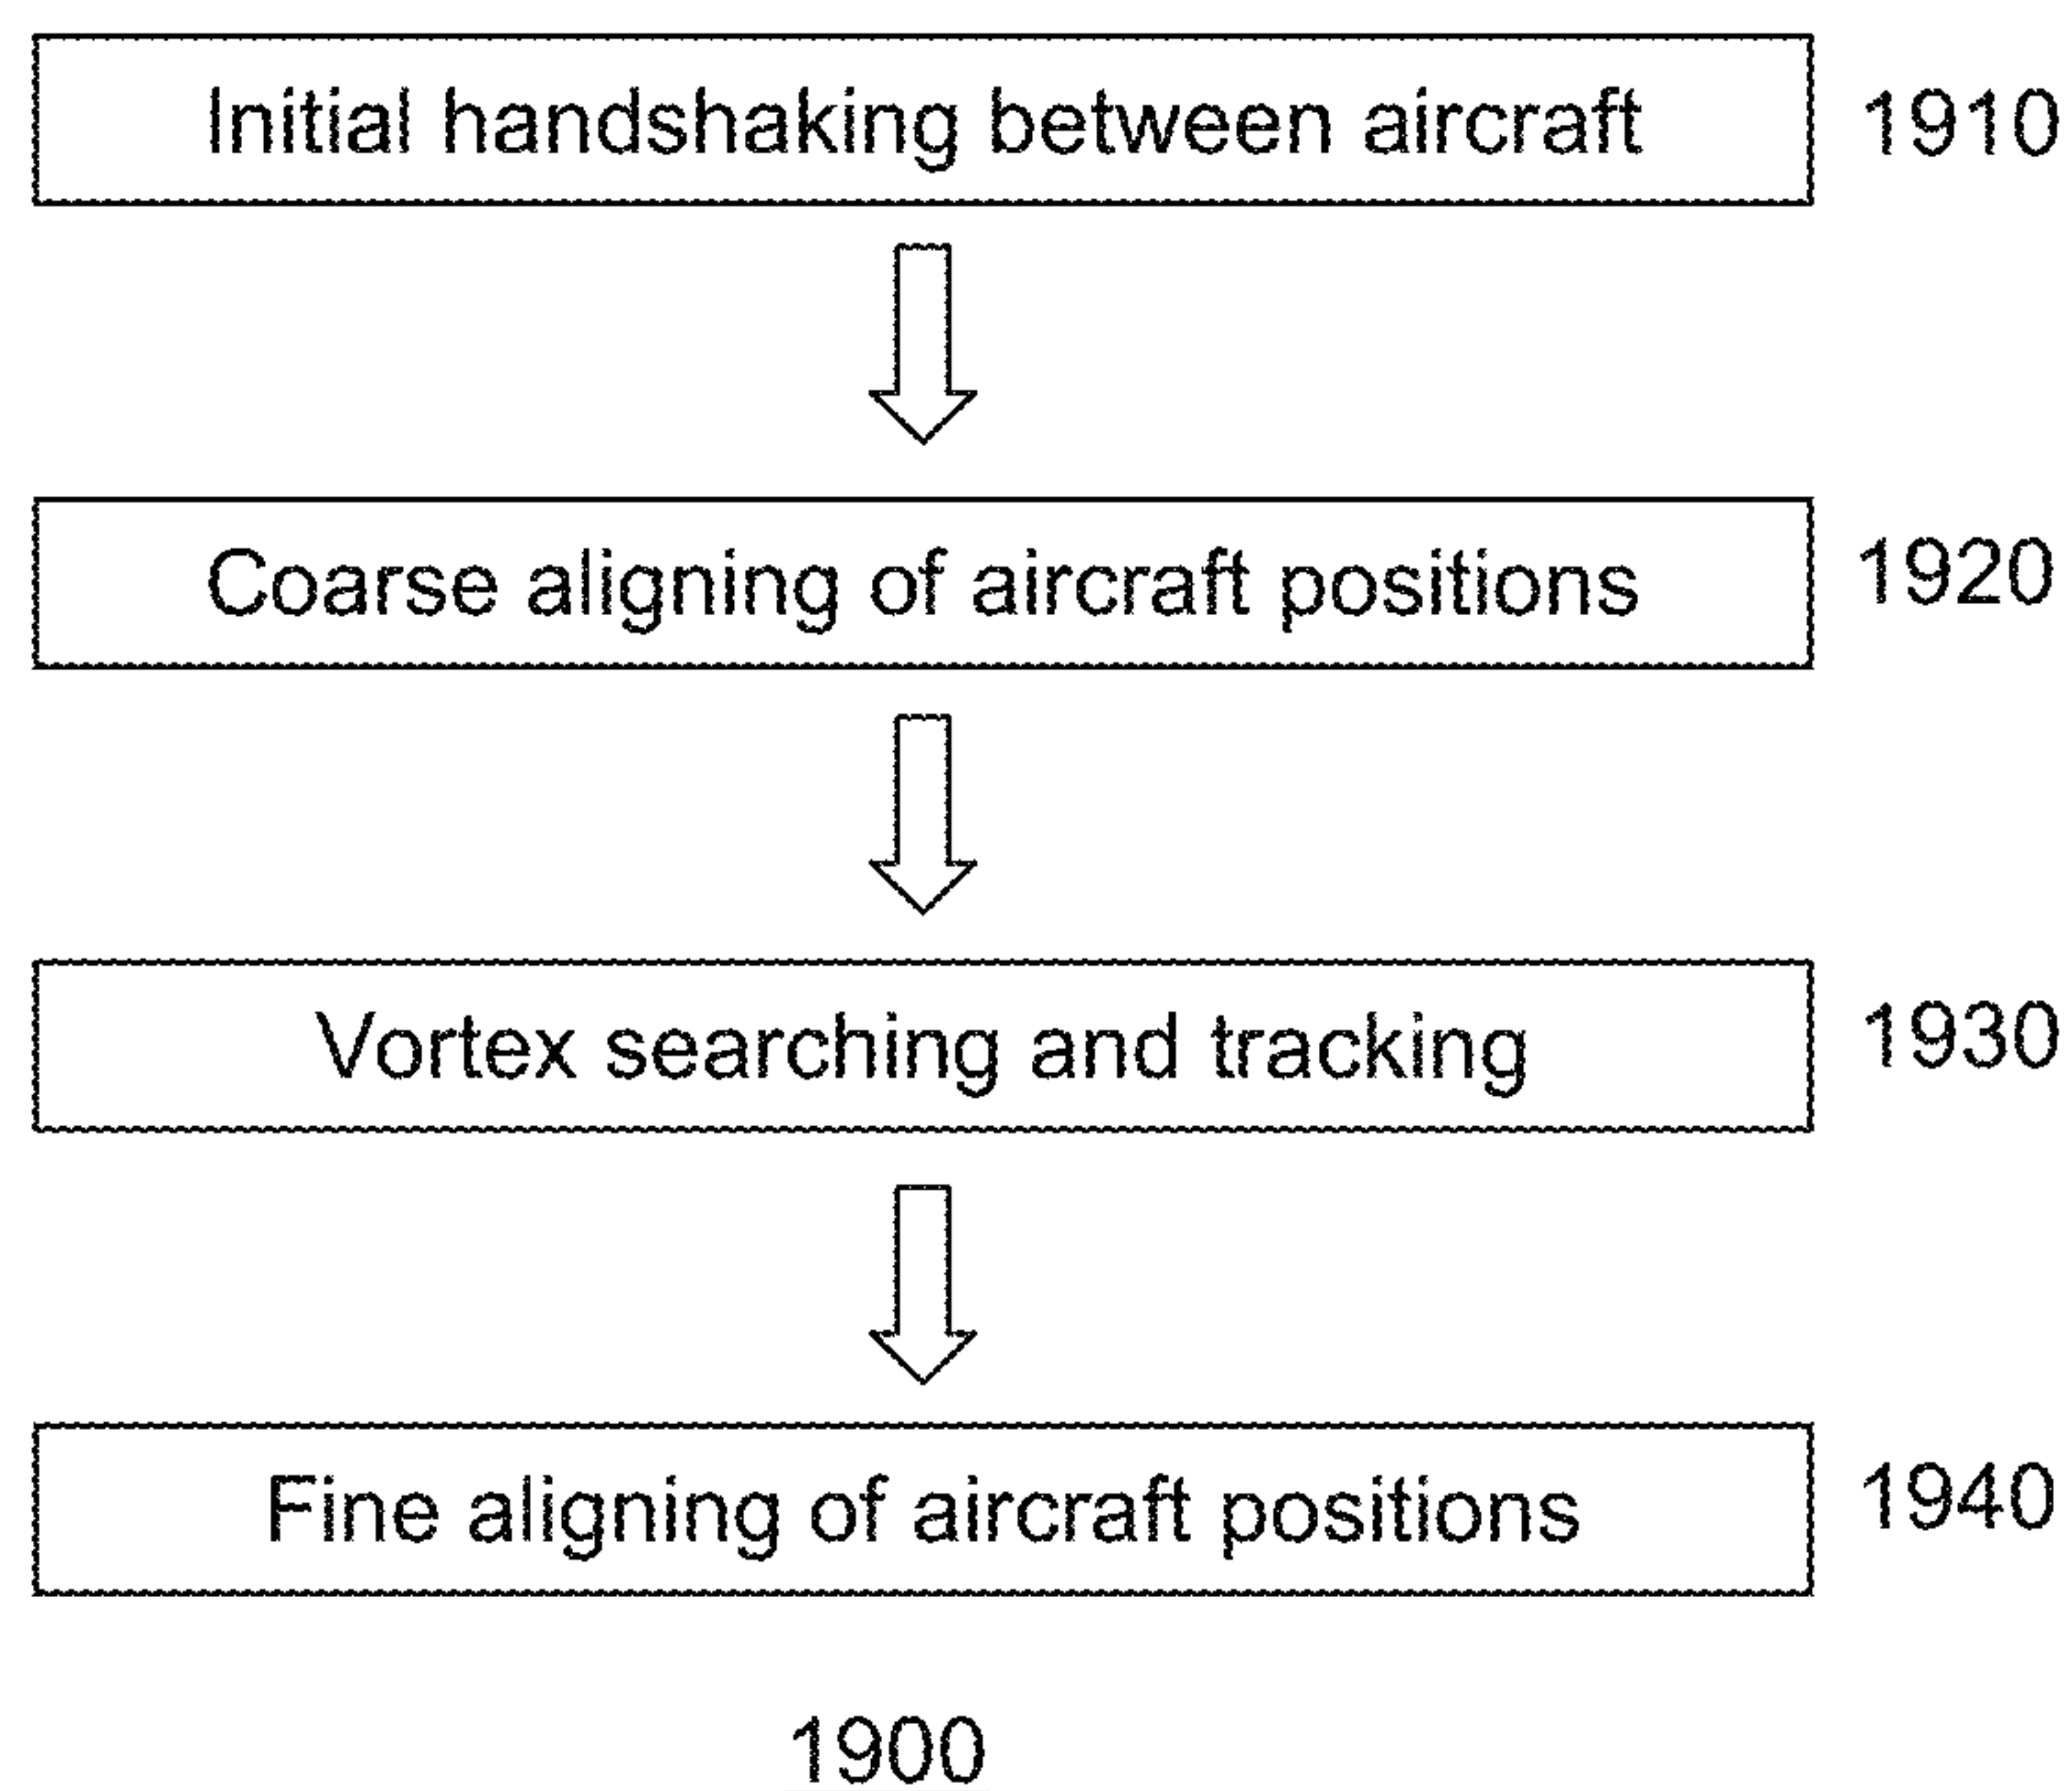 Initial handshaking between aircraft 1910
Coarse aligning of aircraft positions 1920
Vortex searching and tracking 1930
Fine aligning of aircraft positions 1940
1900